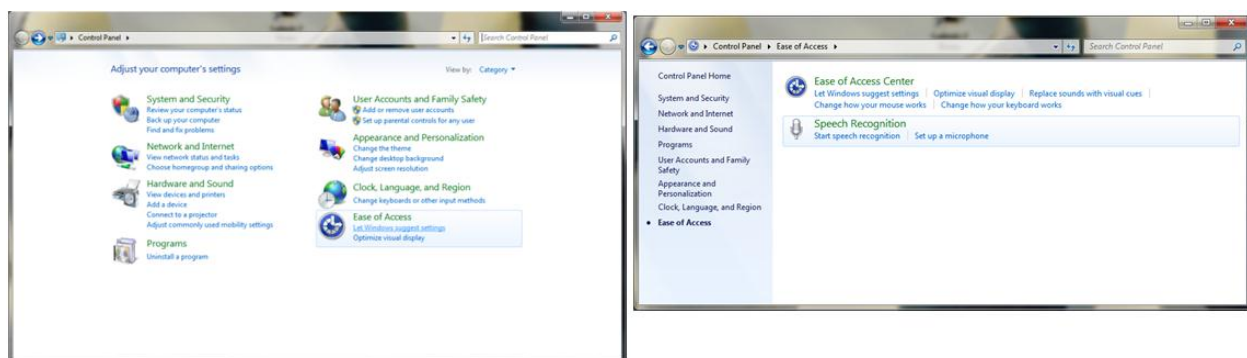 Control Panel
Search Control Panel
Adjust your computer's settings
View by: Category
System and Security
Review your computer's status
Back up your computer
Find and fix problems
Network and Internet
View network status and tasks
Choose homegroup and sharing options
Hardware and Sound
View devices and printers
Add a device
Connect to a projector
Adjust commonly used mobility settings
Programs
Uninstall a program
User Accounts and Family Safety
Add or remove user accounts
Set up parental controls for any user
Appearance and Personalization
Change the theme
Change desktop background
Adjust screen resolution
Clock, Language, and Region
Change keyboards or other input methods
Ease of Access
Let Windows suggest settings
Optimize visual display
Control Panel Ease of Access
Search Control Panel
Control Panel Home
System and Security
Network and Internet
Hardware and Sound
Programs
User Accounts and Family
Safety
Appearance and
Personalization
Clock, Language, and Region
Ease of Access
Ease of Access Center
Let Windows suggest settings Optimize visual display Replace sounds with visual cues
Change how your mouse works Change how your keyboard works
Speech Recognition
Start speech recognition Set up a microphone